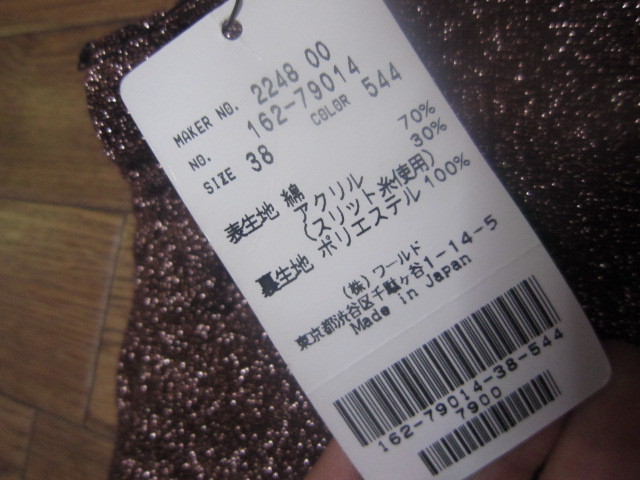 MAKER NO. 2248 00
NO. 162-79014
SIZE 38 COLOR 544
表生地 綿 70%
アクリル 30%
(スリット糸使用)
裏生地 ポリエステル 100%
(株) ワールド
東京都渋谷区千駄ヶ谷1-14-5
Made in Japan
162-79014-38-544
7900